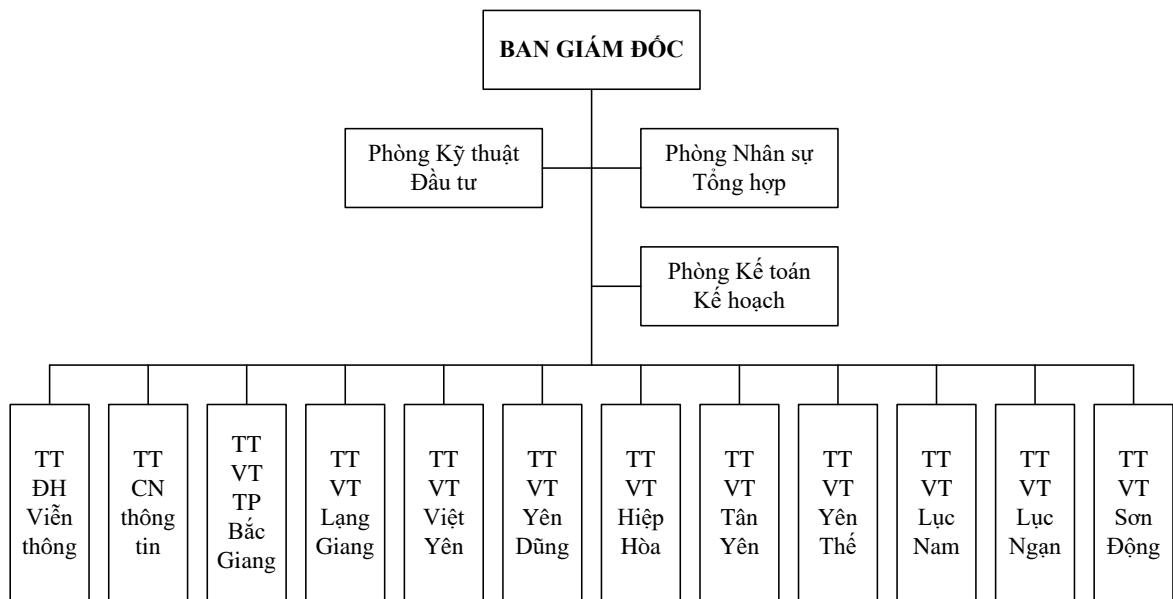 BAN GIÁM ĐỐC
Phòng Kỹ thuật
Đầu tư
Phòng Nhân sự
Tổng hợp
Phòng Kế toán
Kế hoạch
TT
ĐH
Viễn
thông
TT
CN
thông
tin
TT
VT
TP
Bắc
Giang
TT
VT
Lạng
Giang
TT
VT
Việt
Yên
TT
VT
Yên
Dũng
TT
VT
Hiệp
Hòa
TT
VT
Tân
Yên
TT
VT
Yên
Thế
TT
VT
Lục
Nam
TT
VT
Lục
Ngạn
TT
VT
Sơn
Động